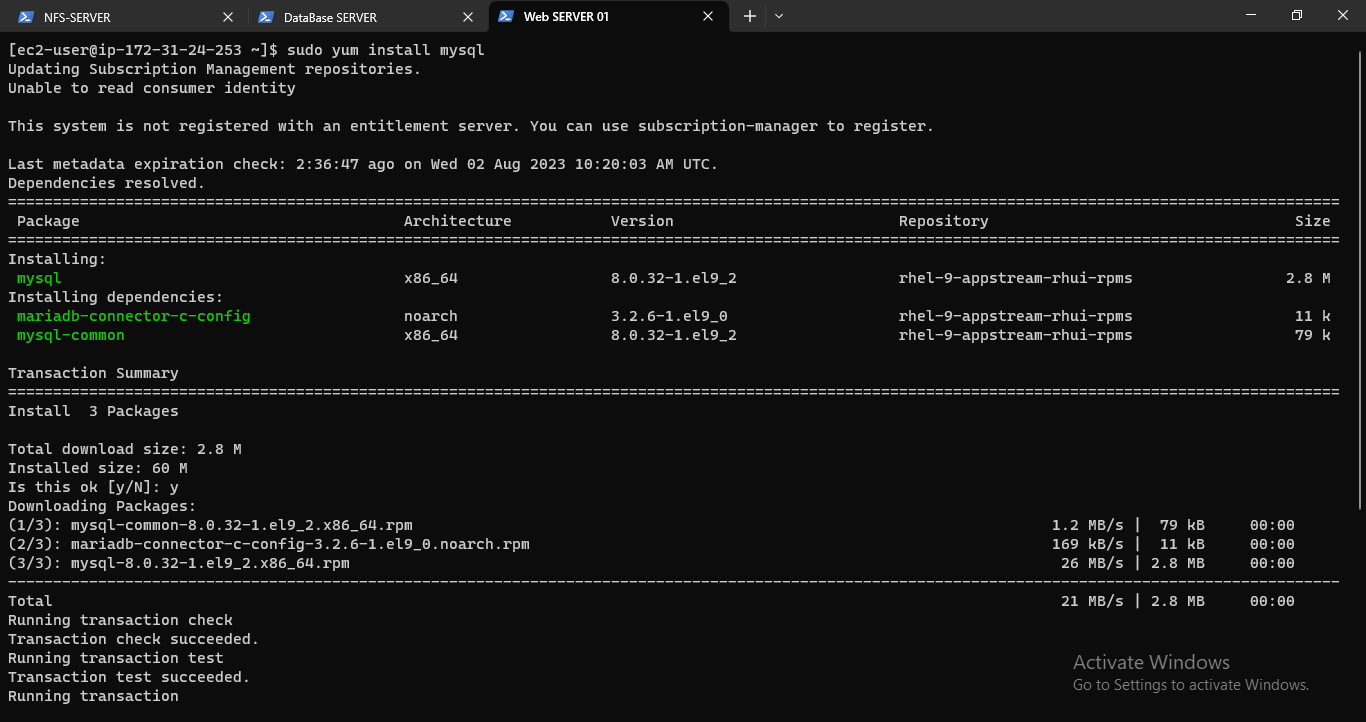 NFS-SERVER DataBase SERVER Web SERVER 01
[ec2-user@ip-172-31-24-253 ~]$ sudo yum install mysql
Updating Subscription Management repositories.
Unable to read consumer identity
This system is not registered with an entitlement server. You can use subscription-manager to register.
Last metadata expiration check: 2:36:47 ago on Wed 02 Aug 2023 10:20:03 AM UTC.
Dependencies resolved.
================================================================================
Package Architecture Version Repository Size
================================================================================
Installing:
mysql x86_64 8.0.32-1.el9_2 rhel-9-appstream-rhui-rpms 2.8 M
Installing dependencies:
mariadb-connector-c-config noarch 3.2.6-1.el9_0 rhel-9-appstream-rhui-rpms 11 k
mysql-common x86_64 8.0.32-1.el9_2 rhel-9-appstream-rhui-rpms 79 k
Transaction Summary
================================================================================
Install 3 Packages
Total download size: 2.8 M
Installed size: 60 M
Is this ok [y/N]: y
Downloading Packages:
(1/3): mysql-common-8.0.32-1.el9_2.x86_64.rpm 1.2 MB/s | 79 kB 00:00
(2/3): mariadb-connector-c-config-3.2.6-1.el9_0.noarch.rpm 169 kB/s | 11 kB 00:00
(3/3): mysql-8.0.32-1.el9_2.x86_64.rpm 26 MB/s | 2.8 MB 00:00
--------------------------------------------------------------------------------
Total 21 MB/s | 2.8 MB 00:00
Running transaction check
Transaction check succeeded.
Running transaction test
Transaction test succeeded.
Running transaction
Activate Windows
Go to Settings to activate Windows.